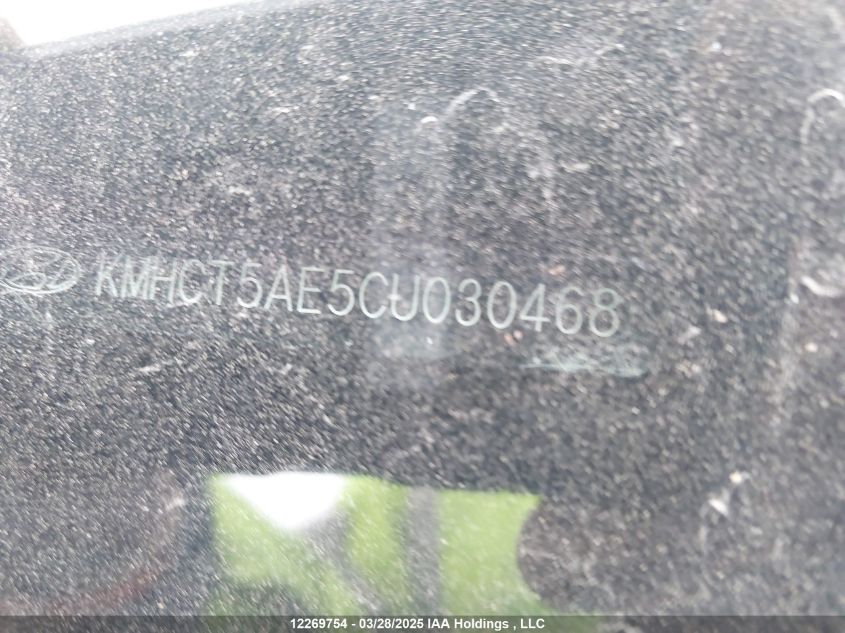 KMHCT5AE5CU030468
12269754 - 03/28/2025 IAA Holdings , LLC